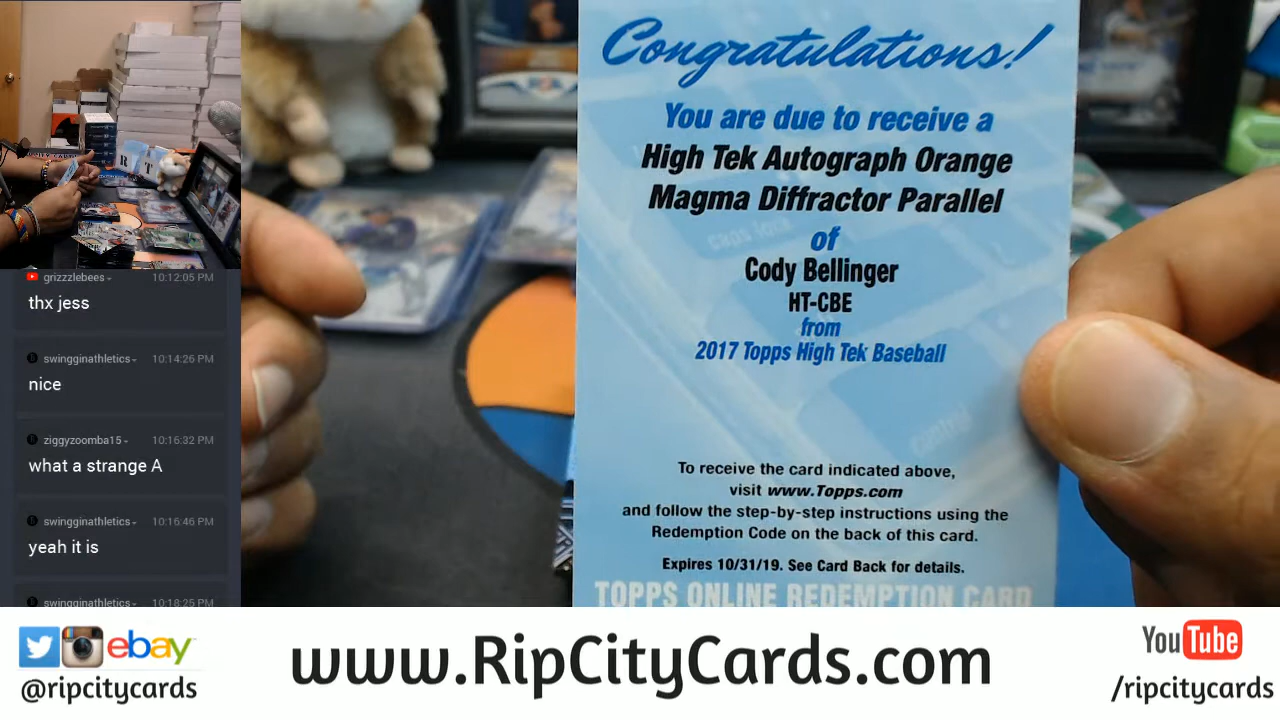 Congratulations!
You are due to receive a
High Tek Autograph Orange
Magma Diffractor Parallel
of
Cody Bellinger
HT-CBE
from
2017 Topps High Tek Baseball
To receive the card indicated above,
visit www.Topps.com
and follow the step-by-step instructions using the
Redemption Code on the back of this card.
Expires 10/31/19. See Card Back for details.
TOPPS ONLINE REDEMPTION CARD
grizzzlebees 10:12:05 PM
thx jess
swingginathletics 10:14:26 PM
nice
ziggyzoomba15 10:16:32 PM
what a strange A
swingginathletics 10:16:46 PM
yeah it is
swingginathletics 10:18:25 PM
ebay
@ripcitycards
www.RipCityCards.com
YouTube
/ripcitycards